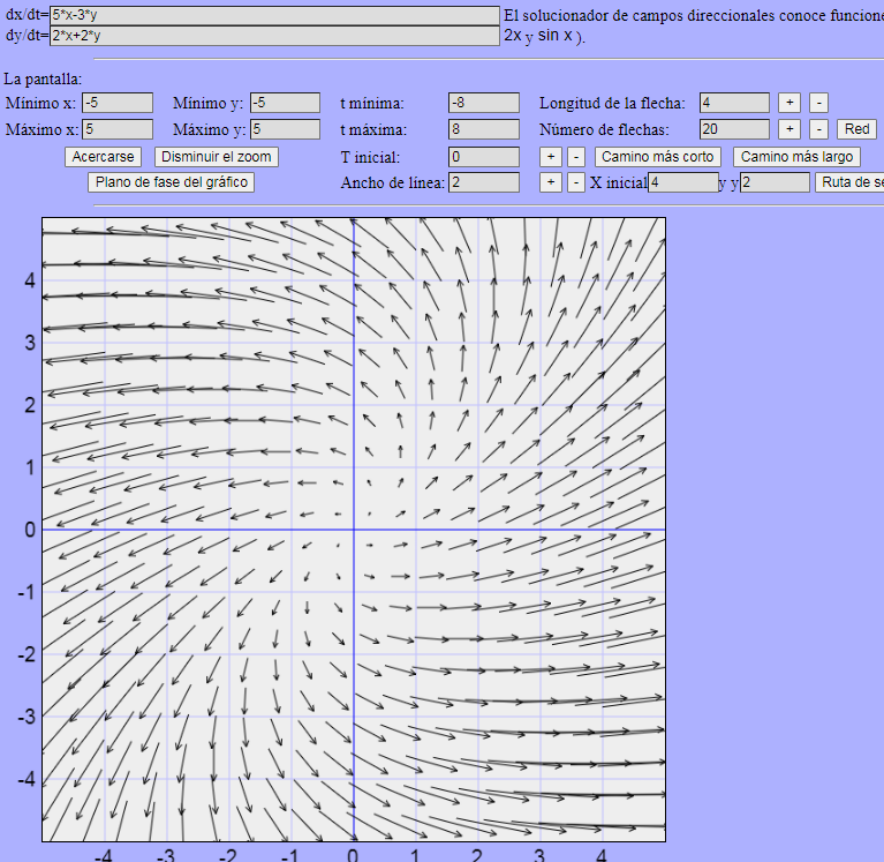 dx/dt= 5*x-3*y El solucionador de campos direccionales conoce funcione
dy/dt= 2*x+2*y 2x y sin x ).
La pantalla:
Mínimo x: -5 Mínimo y: -5 t mínima: -8 Longitud de la flecha: 4 + -
Máximo x: 5 Máximo y: 5 t máxima: 8 Número de flechas: 20 + - Red
Acercarse Disminuir el zoom T inicial: 0 + - Camino más corto Camino más largo
Plano de fase del gráfico Ancho de línea: 2 + - X inicial 4 y y 2 Ruta de se
4
3
2
1
0
-1
-2
-3
-4
-4 -3 -2 -1 0 1 2 3 4